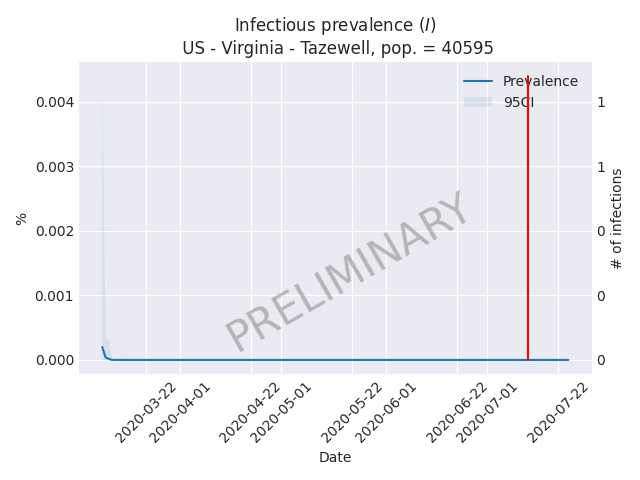 Infectious prevalence (I)
US - Virginia - Tazewell, pop. = 40595
Prevalence
95CI
0.004
0.003
0.002
0.001
0.000
%
1
1
0
0
0
# of infections
PRELIMINARY
2020-03-22
2020-04-01
2020-04-22
2020-05-01
2020-05-22
2020-06-01
2020-06-22
2020-07-01
2020-07-22
Date